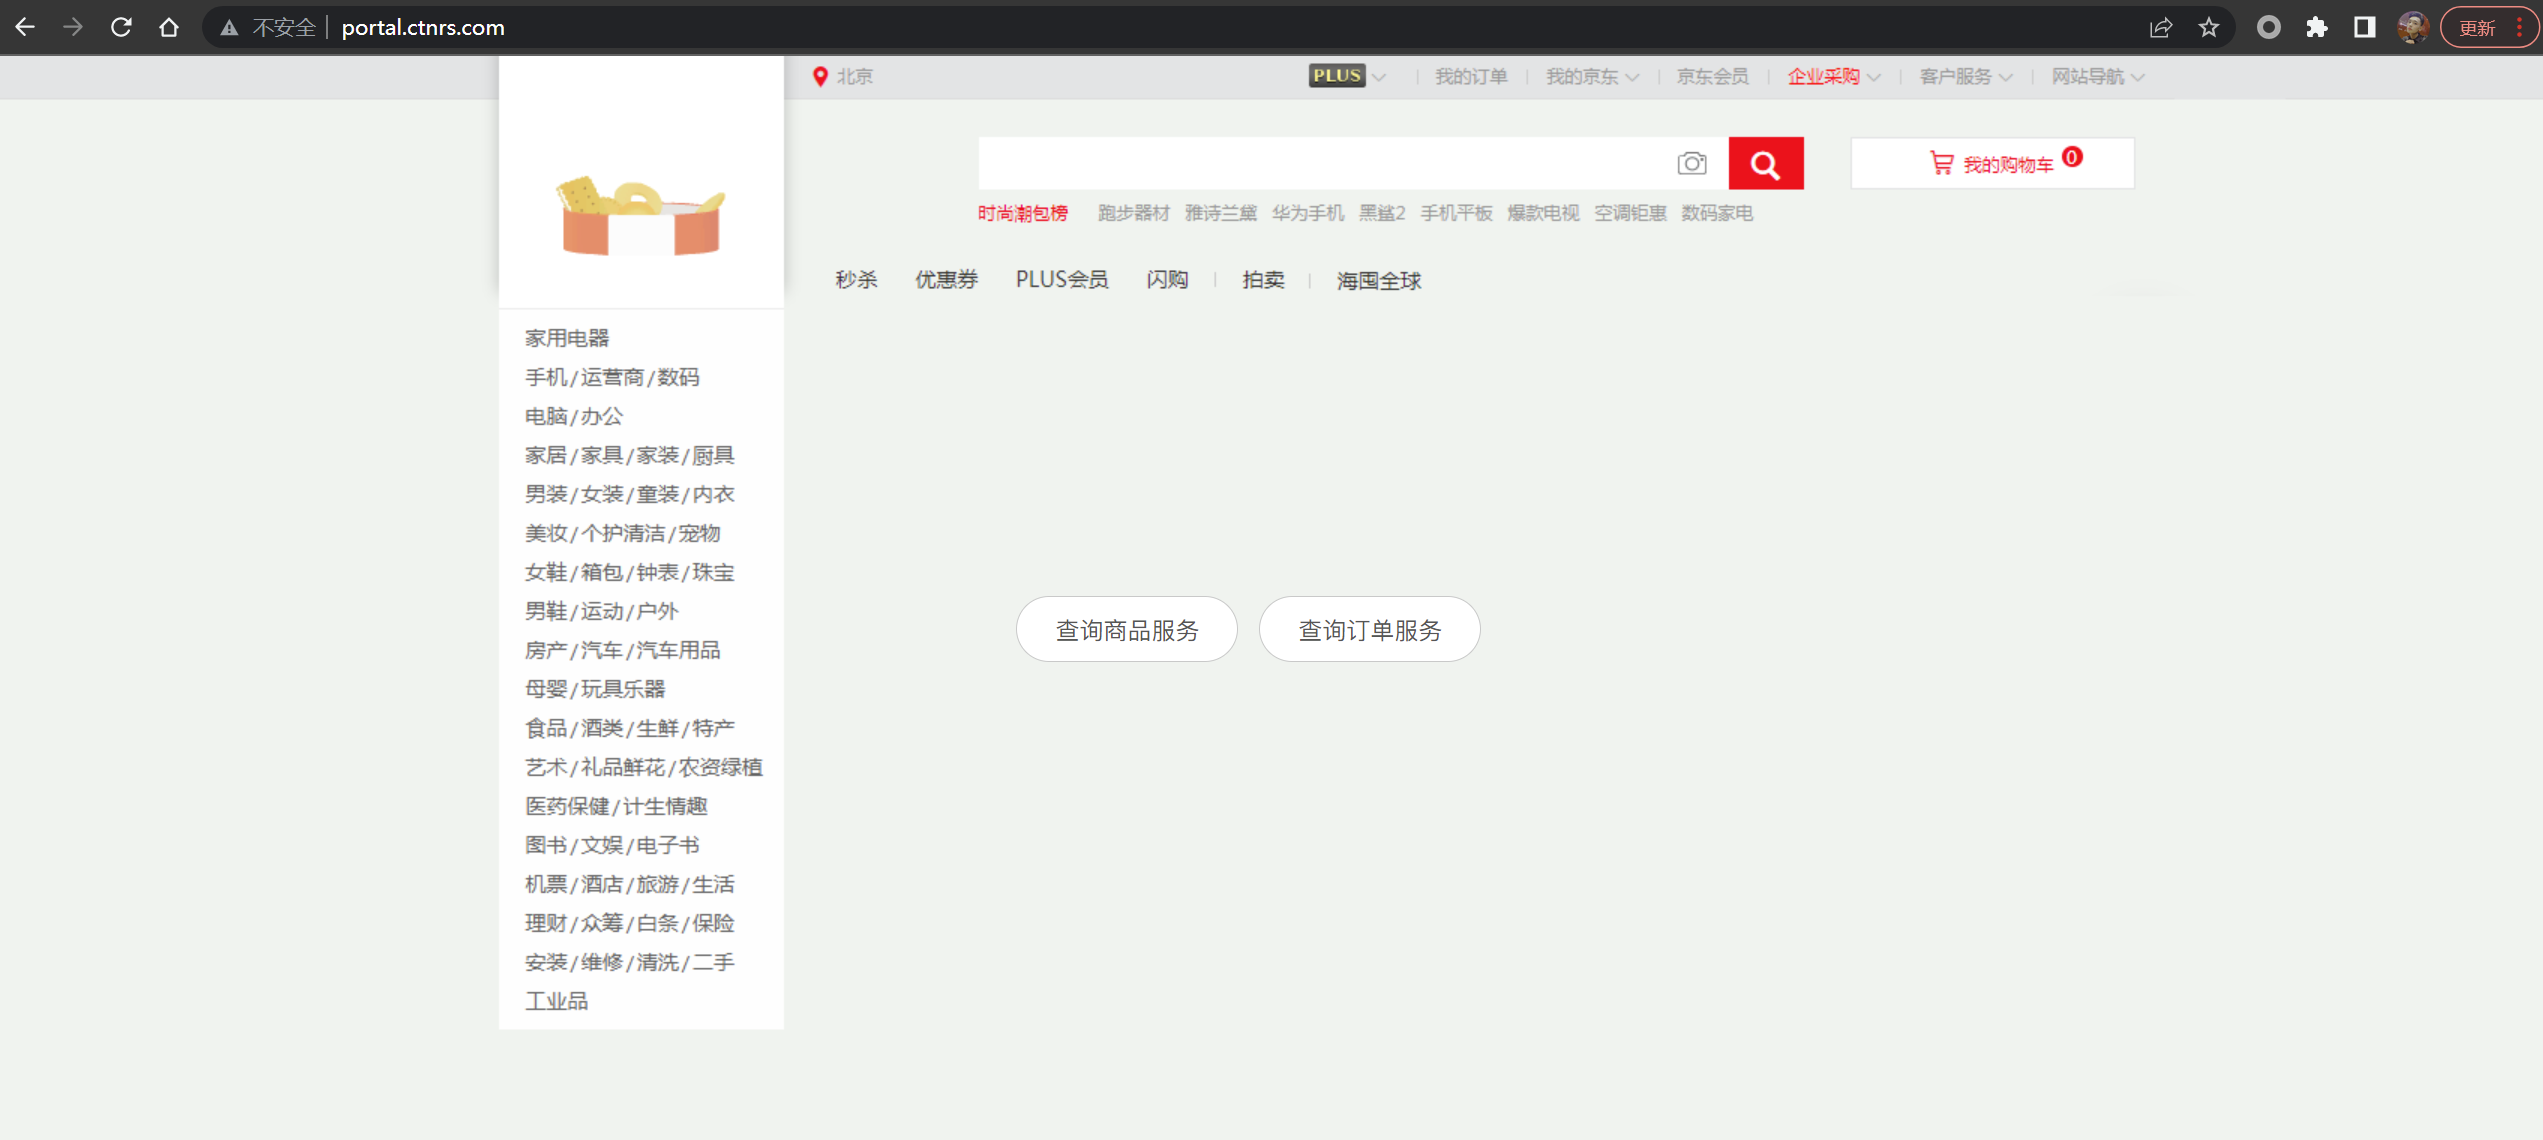 不安全 portal.ctnrs.com 更新
北京 PLUS 我的订单 我的京东 京东会员 企业采购 客户服务 网站导航
我的购物车 0
时尚潮包榜 跑步器材 雅诗兰黛 华为手机 黑鲨2 手机平板 爆款电视 空调钜惠 数码家电
秒杀 优惠券 PLUS会员 闪购 拍卖 海囤全球
家用电器
手机/运营商/数码
电脑/办公
家居/家具/家装/厨具
男装/女装/童装/内衣
美妆/个护清洁/宠物
女鞋/箱包/钟表/珠宝
男鞋/运动/户外
房产/汽车/汽车用品
母婴/玩具乐器
食品/酒类/生鲜/特产
艺术/礼品鲜花/农资绿植
医药保健/计生情趣
图书/文娱/电子书
机票/酒店/旅游/生活
理财/众筹/白条/保险
安装/维修/清洗/二手
工业品
查询商品服务 查询订单服务